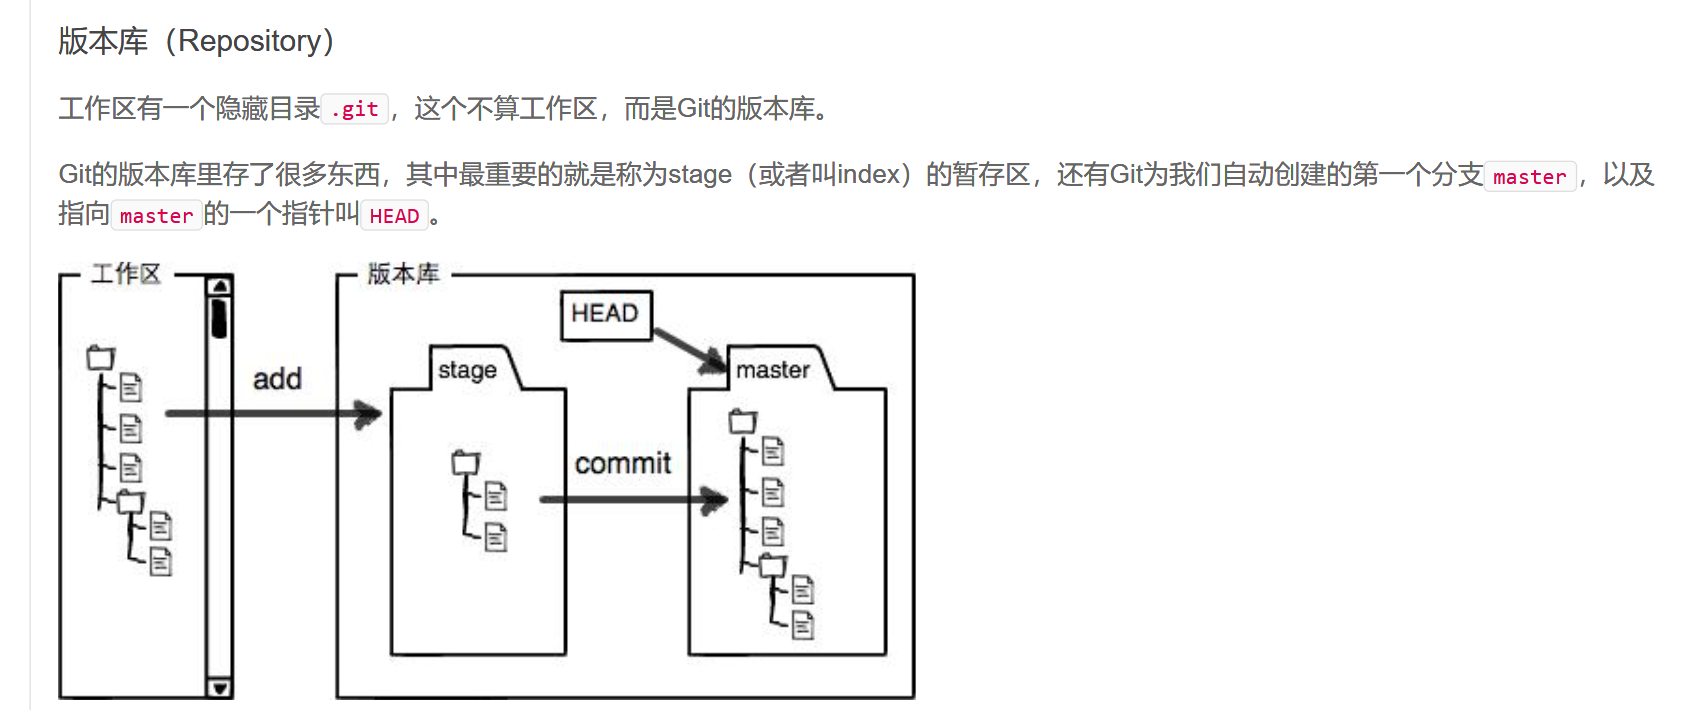 版本库（Repository）
工作区有一个隐藏目录.git，这个不算工作区，而是Git的版本库。
Git的版本库里存了很多东西，其中最重要的就是称为stage（或者叫index）的暂存区，还有Git为我们自动创建的第一个分支master，以及
指向master的一个指针叫HEAD。
工作区
版本库
HEAD
add
stage
master
commit